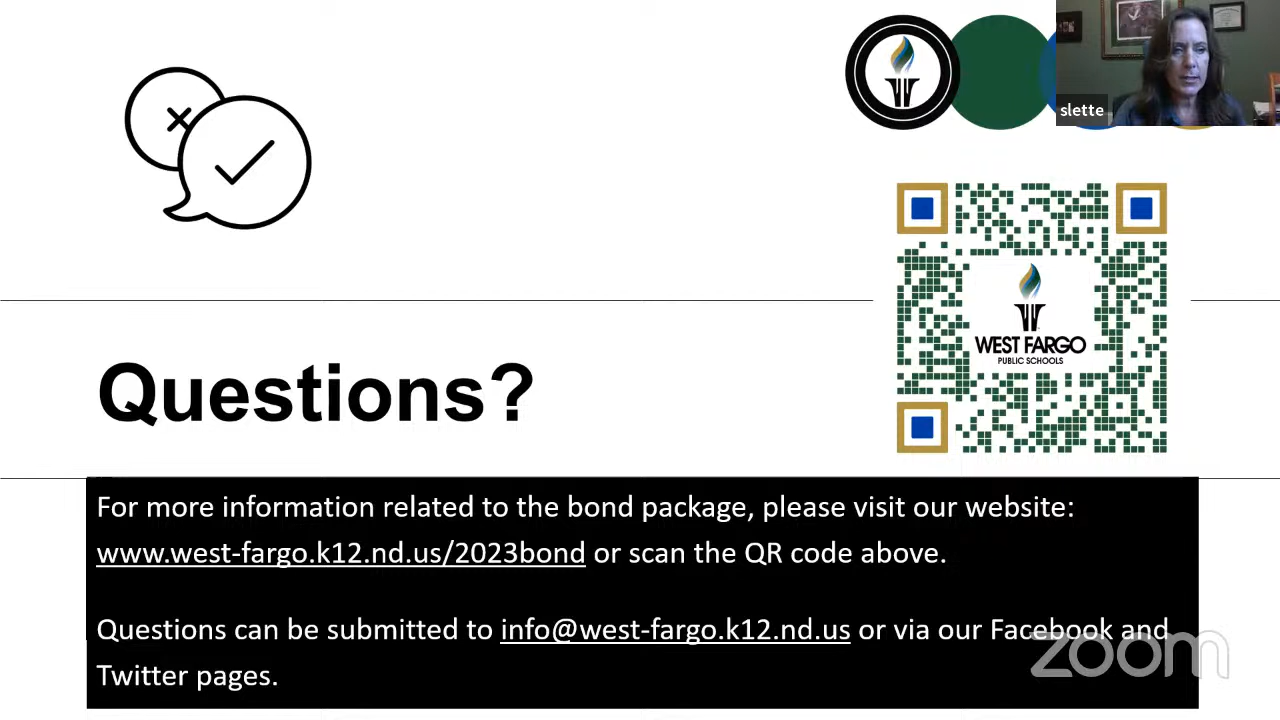 slette
WEST FARGO
PUBLIC SCHOOLS
Questions?
For more information related to the bond package, please visit our website:
www.west-fargo.k12.nd.us/2023bond or scan the QR code above.
Questions can be submitted to info@west-fargo.k12.nd.us or via our Facebook and
Twitter pages.
zoom